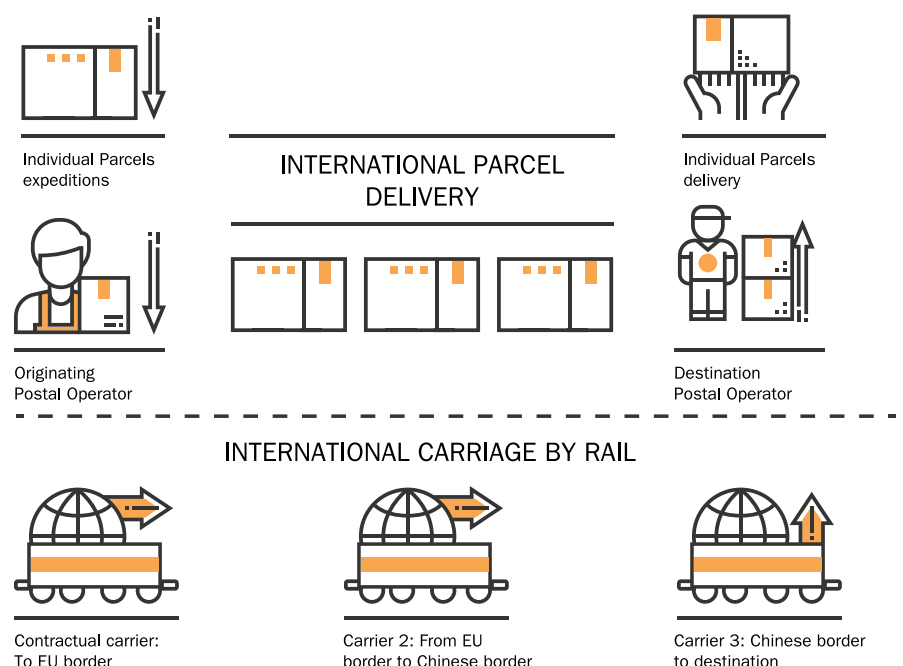 Individual Parcels
expeditions
INTERNATIONAL PARCEL
DELIVERY
Individual Parcels
delivery
Originating
Postal Operator
Destination
Postal Operator
INTERNATIONAL CARRIAGE BY RAIL
Contractual carrier:
To EU border
Carrier 2: From EU
border to Chinese border
Carrier 3: Chinese border
to destination